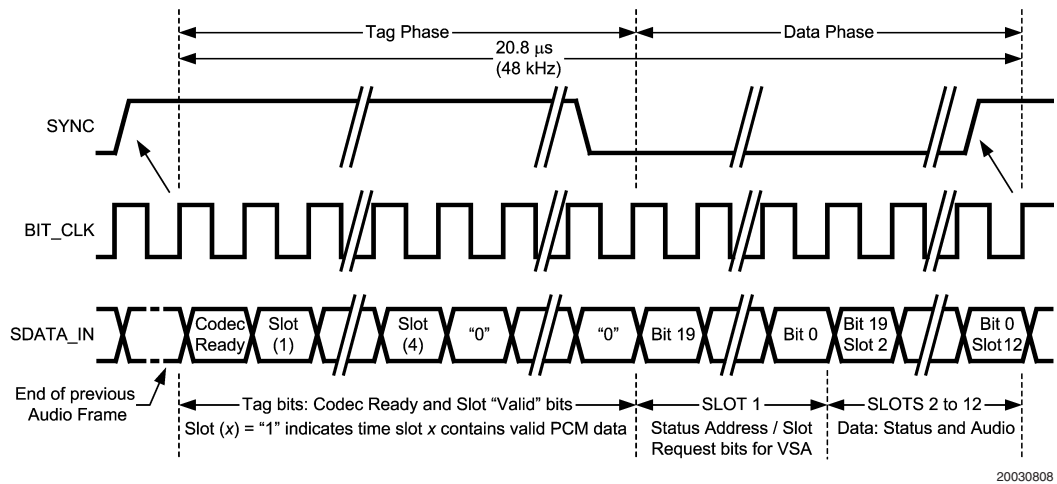 Tag Phase
Data Phase
20.8 µs
(48 kHz)
SYNC
BIT_CLK
SDATA_IN
Codec
Ready
Slot
(1)
Slot
(4)
“0”
“0”
Bit 19
Bit 0
Bit 19
Slot 2
Bit 0
Slot 12
End of previous
Audio Frame
Tag bits: Codec Ready and Slot “Valid” bits
Slot (x) = “1” indicates time slot x contains valid PCM data
SLOT 1
Status Address / Slot
Request bits for VSA
SLOTS 2 to 12
Data: Status and Audio
20030808